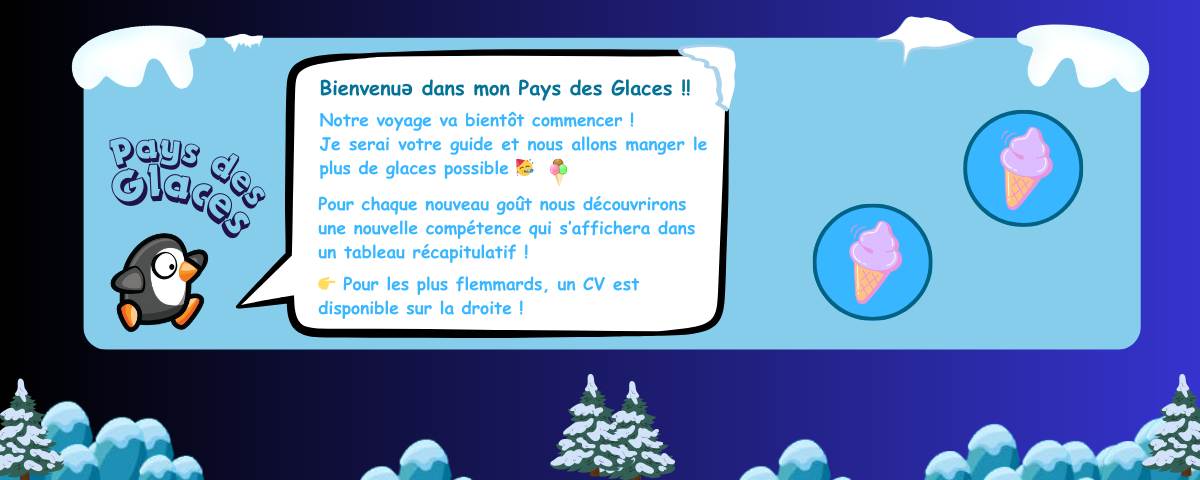 Pays des
Glaces
Bienvenuə dans mon Pays des Glaces !!
Notre voyage va bientôt commencer !
Je serai votre guide et nous allons manger le
plus de glaces possible 🥳 🍨
Pour chaque nouveau goût nous découvrirons
une nouvelle compétence qui s'affichera dans
un tableau récapitulatif !
👉 Pour les plus flemmards, un CV est
disponible sur la droite !